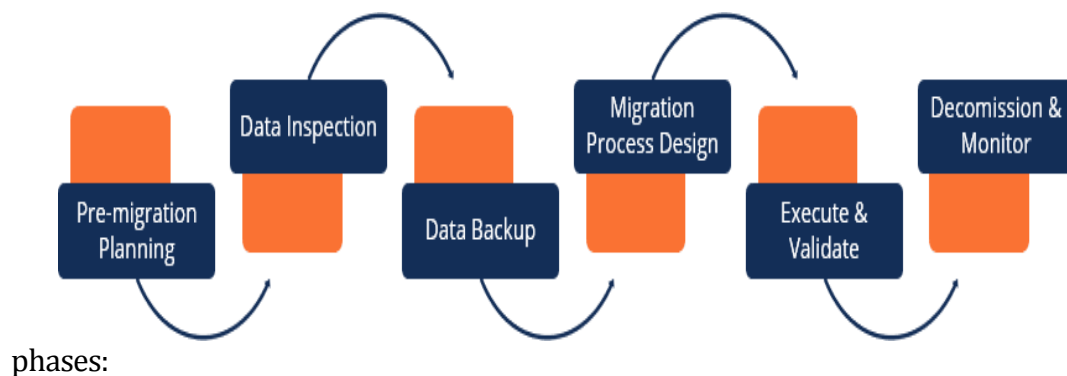 Pre-migration
Planning
Data Inspection
Data Backup
Migration
Process Design
Execute &
Validate
Decomission &
Monitor
phases: